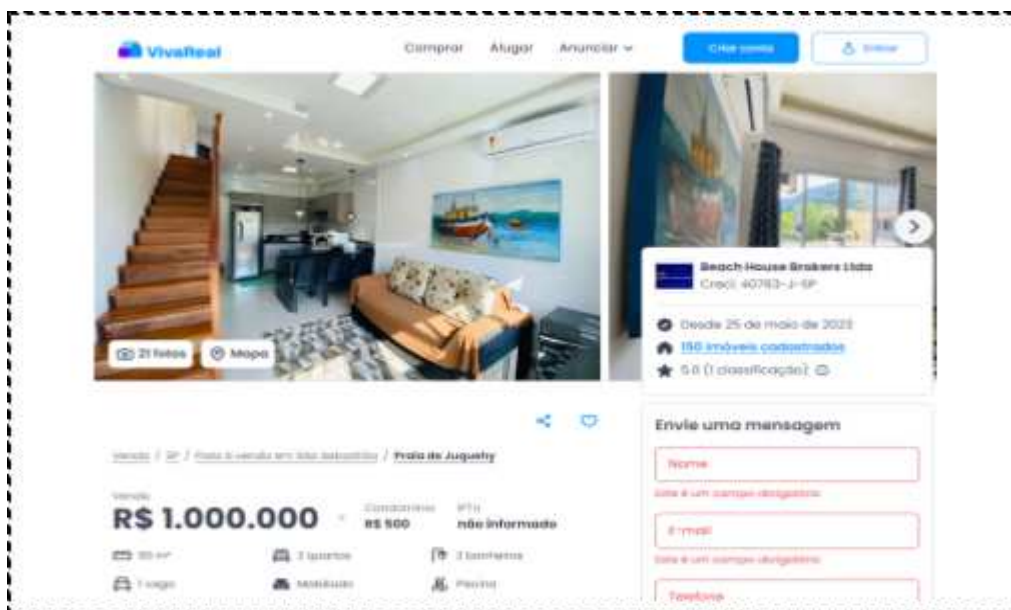 VivaReal
Comprar Alugar Anunciar
Criar conta
Entrar
21 fotos
Mapa
Beach House Brokers Ltda
Creci: 40763-J-SP
Desde 25 de maio de 2023
150 imóveis cadastrados
5.0 (1 classificação)
Envie uma mensagem
Venda / SP / / Praia de Juquehy
Nome
Este é um campo obrigatório
Venda
Condomínio IPTU
R$ 1.000.000 R$ 500 não informado
E-mail
Este é um campo obrigatório
2 quartos
1 vaga Mobiliado Piscina
Telefone